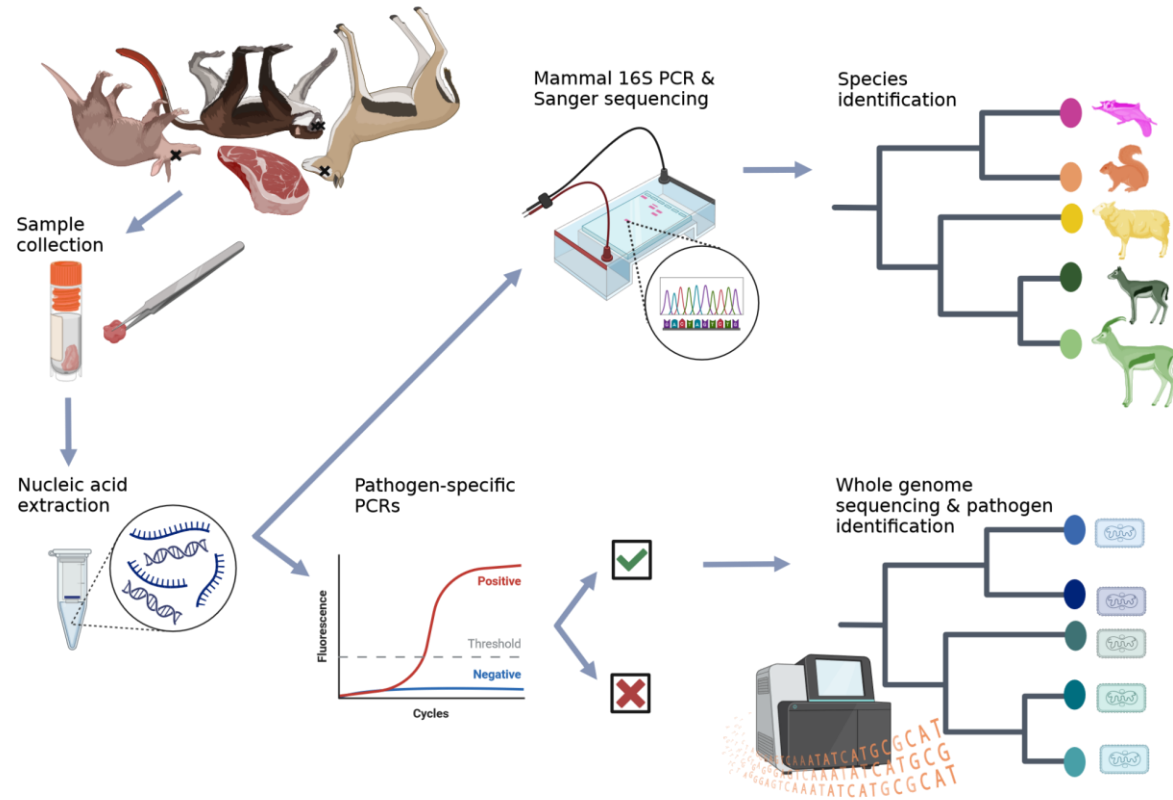 Mammal 16S PCR &
Sanger sequencing
Species
identification
Sample
collection
Nucleic acid
extraction
Pathogen-specific
PCRs
Fluorescence
Positive
Threshold
Negative
Cycles
Whole genome
sequencing & pathogen
identification